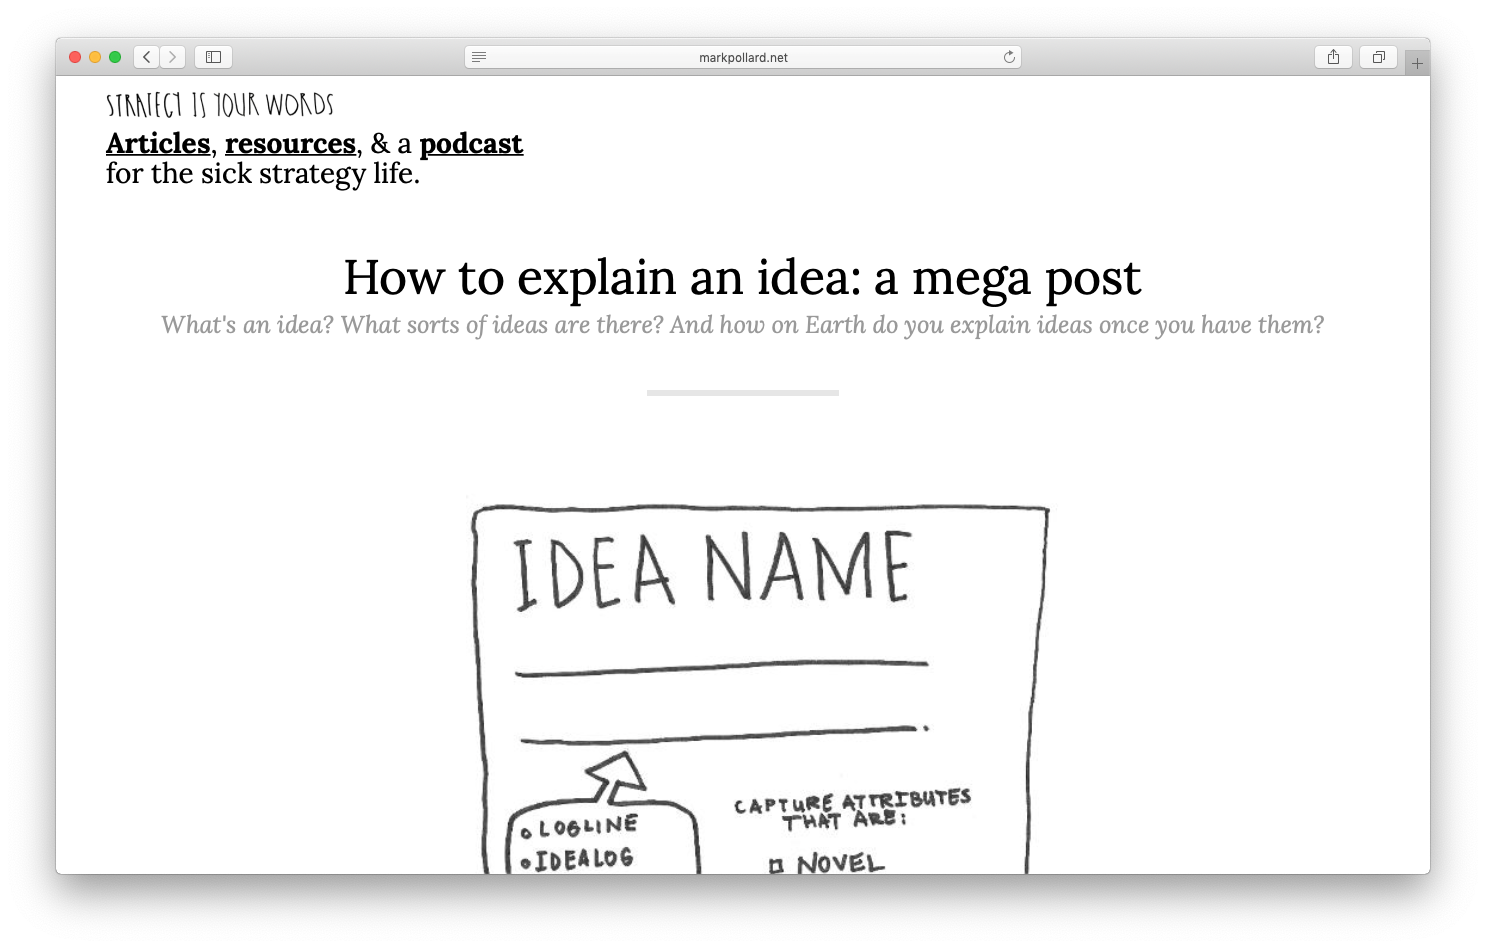 markpollard.net
STRATEGY IS YOUR WORDS
Articles, resources, & a podcast
for the sick strategy life.
How to explain an idea: a mega post
What's an idea? What sorts of ideas are there? And how on Earth do you explain ideas once you have them?
IDEA NAME
CAPTURE ATTRIBUTES
THAT ARE:
LOGLINE
IDEALOG
NOVEL